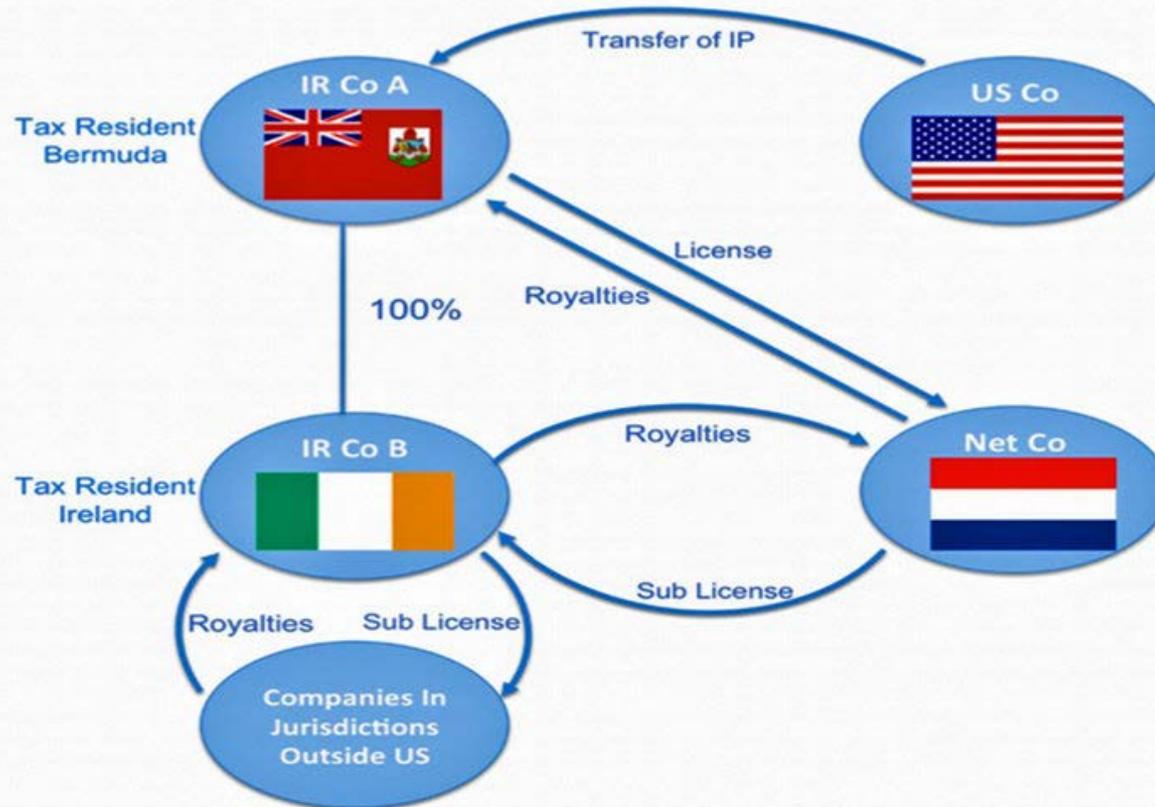 Transfer of IP
IR Co A
US Co
Tax Resident
Bermuda
License
Royalties
100%
IR Co B
Royalties
Net Co
Tax Resident
Ireland
Sub License
Royalties
Sub License
Companies In
Jurisdictions
Outside US